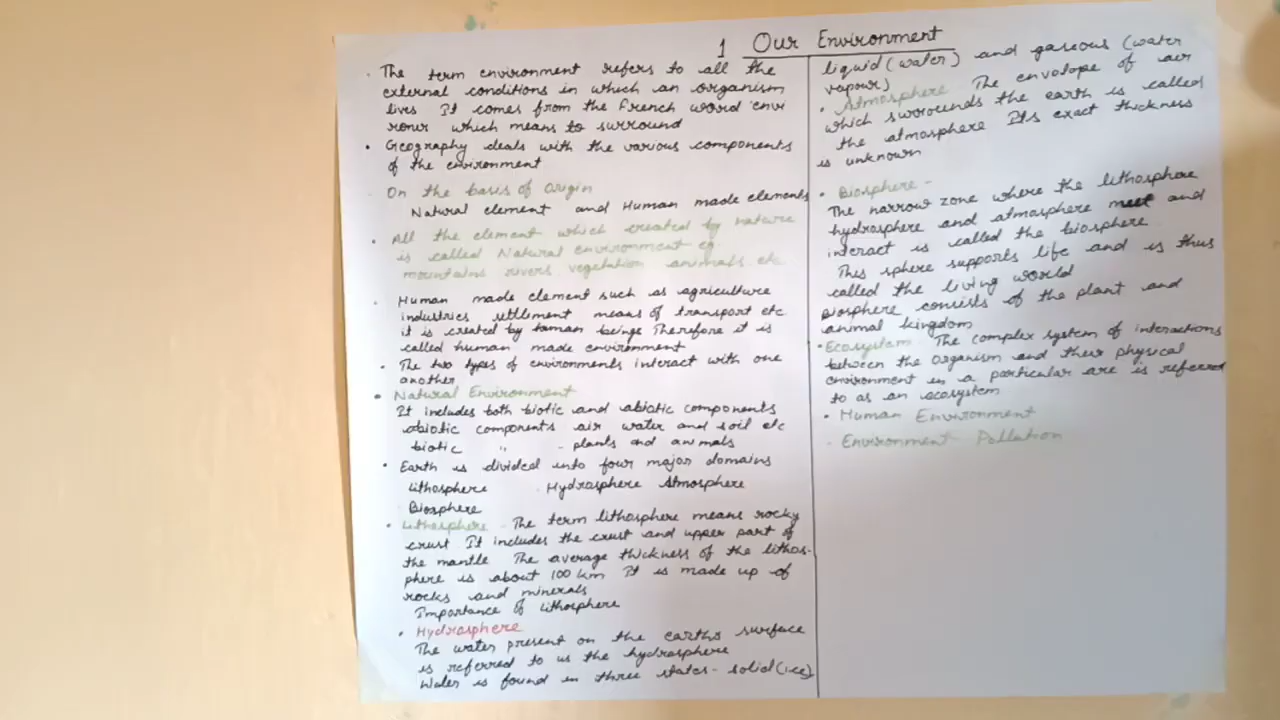 1 Our Environment
. The term environment refers to all the
external conditions in which an organism
lives It comes from the French word envi
roner which means to surround
. Geography deals with the various components
of the environment
On the basis of Origin
Natural element and Human made elements
. All the element which created by nature
is called Natural environment eg.
mountains rivers vegetation animals etc
. Human made element such as agriculture
industries settlement means of transport etc
it is created by human beings Therefore it is
called human made environment
. The two types of environments interact with one
another
. Natural Environment
It includes both biotic and abiotic components
abiotic components air water and soil etc
biotic " - plants and animals
. Earth is divided into four major domains
Lithosphere . Hydrosphere Atmosphere
Biosphere
. Lithosphere - The term lithosphere means rocky
crust It includes the crust and upper part of
the mantle The average thickness of the lithos-
phere is about 100 km It is made up of
rocks and minerals
Importance of Lithosphere
. Hydrosphere
The water present on the earths surface
is referred to us the hydrosphere
Water is found in three states - solid (ice)
liquid (water) and gaseous (water
vapour)
. Atmosphere The envolope of air
which surrounds the earth is called
the atmosphere Its exact thickness
is unknown
. Biosphere -
The narrow zone where the lithosphere
hydrosphere and atmosphere meet and
interact is called the biosphere
This sphere supports life and is thus
called the living world
Biosphere consists of the plant and
animal kingdom
. Ecosystem - The complex system of interactions
between the organism and their physical
environment in a particular are is referred
to as an ecosystem
. Human Environment
. Environment Pollution